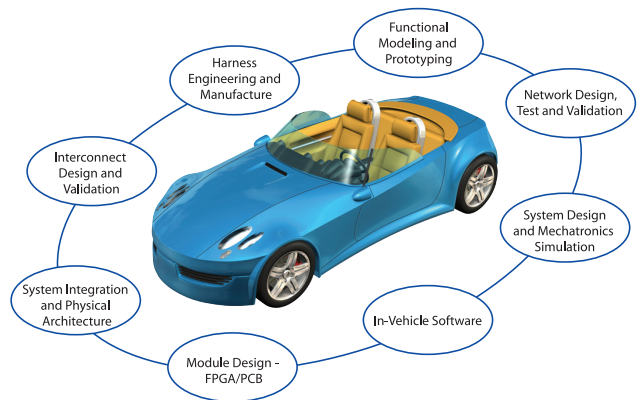 Functional
Modeling and
Prototyping
Harness
Engineering and
Manufacture
Network Design,
Test and Validation
Interconnect
Design and
Validation
System Design
and Mechatronics
Simulation
System Integration
and Physical
Architecture
In-Vehicle Software
Module Design -
FPGA/PCB